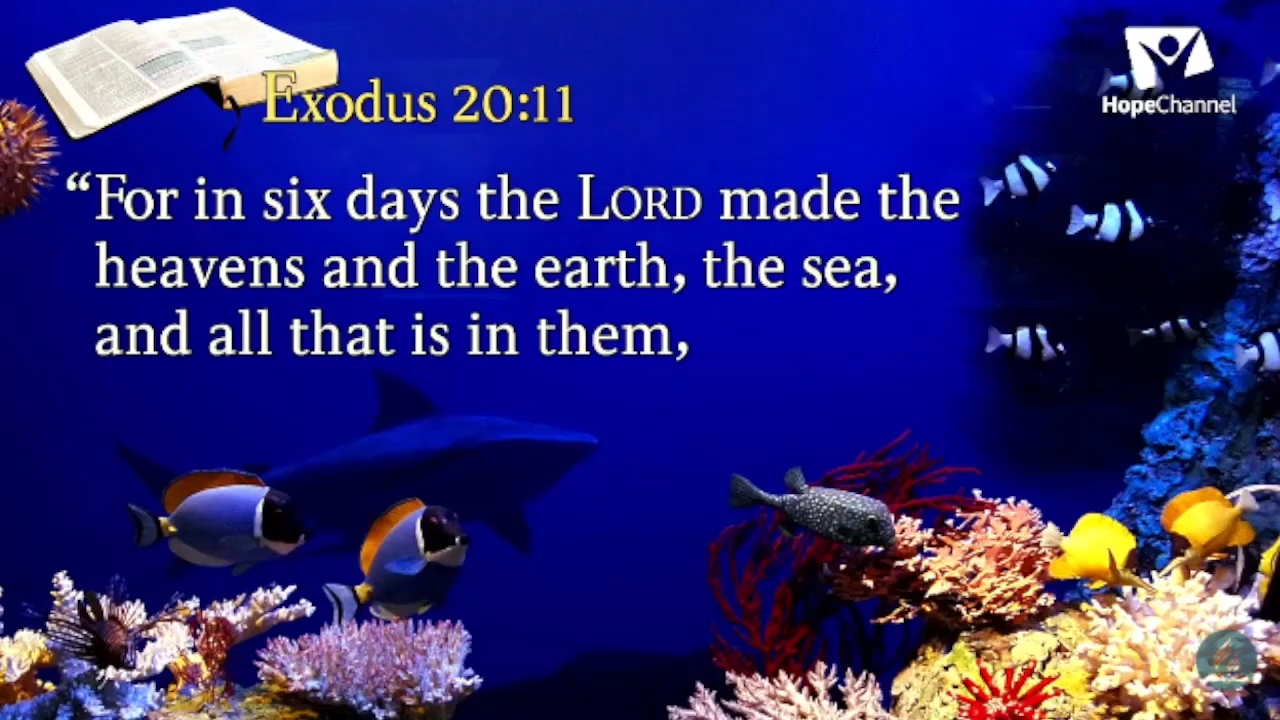 Exodus 20:11
HopeChannel
“For in six days the LORD made the
heavens and the earth, the sea,
and all that is in them,